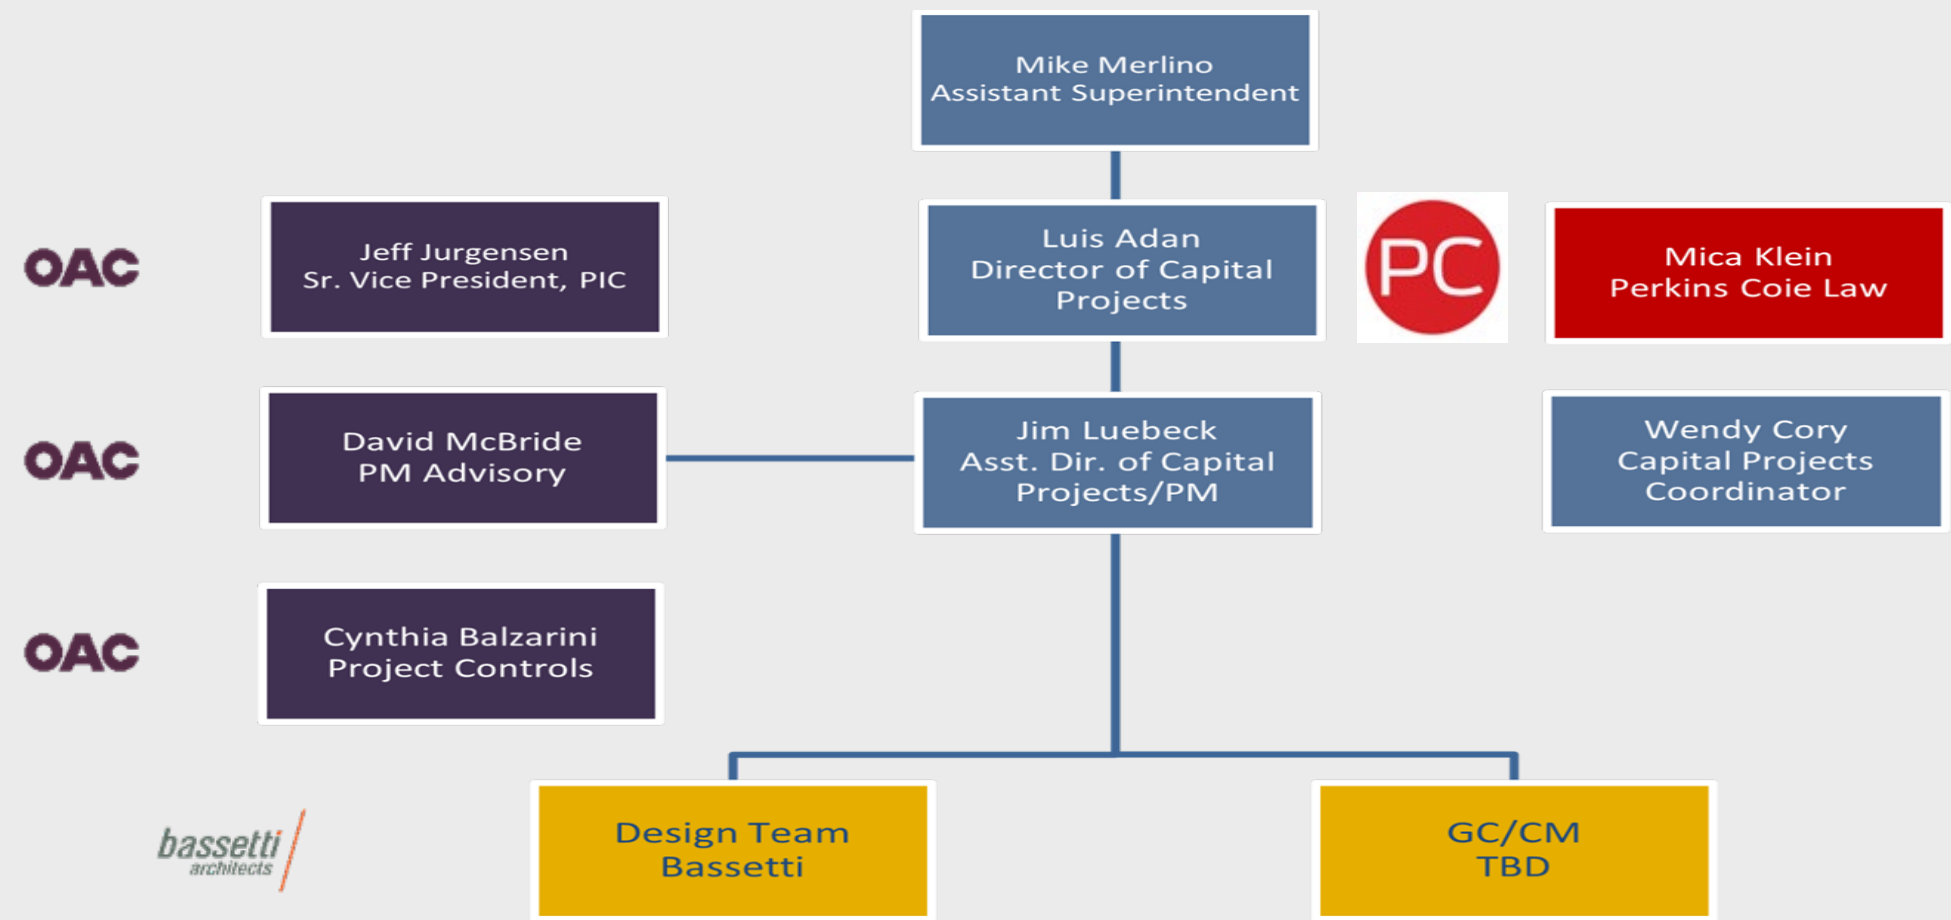 Mike Merlino
Assistant Superintendent
OAC
Jeff Jurgensen
Sr. Vice President, PIC
Luis Adan
Director of Capital
Projects
PC
Mica Klein
Perkins Coie Law
OAC
David McBride
PM Advisory
Jim Luebeck
Asst. Dir. of Capital
Projects/PM
Wendy Cory
Capital Projects
Coordinator
OAC
Cynthia Balzarini
Project Controls
bassetti
architects
Design Team
Bassetti
GC/CM
TBD